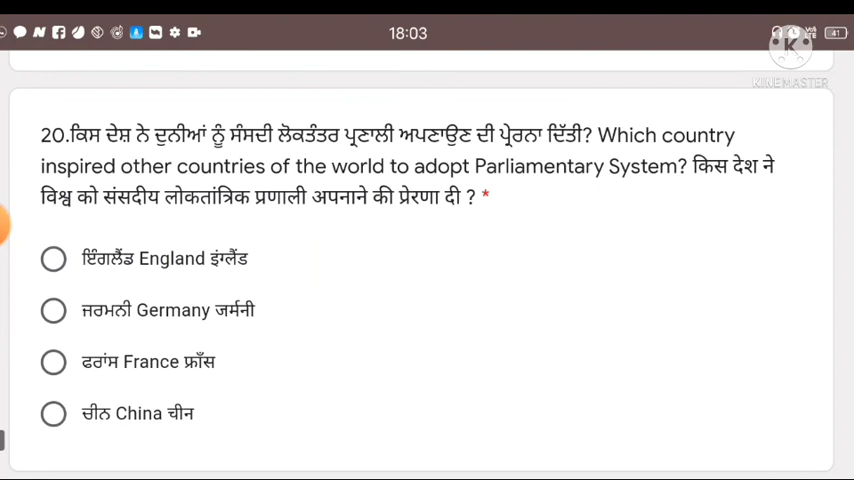 18:03
41
K
KINEMASTER
20.ਕਿਸ ਦੇਸ਼ ਨੇ ਦੁਨੀਆਂ ਨੂੰ ਸੰਸਦੀ ਲੋਕਤੰਤਰ ਪ੍ਰਣਾਲੀ ਅਪਣਾਉਣ ਦੀ ਪ੍ਰੇਰਨਾ ਦਿੱਤੀ? Which country
inspired other countries of the world to adopt Parliamentary System? किस देश ने
विश्व को संसदीय लोकतांत्रिक प्रणाली अपनाने की प्रेरणा दी ? *
ਇੰਗਲੈਂਡ England इंग्लैंड
ਜਰਮਨੀ Germany जर्मनी
ਫਰਾਂਸ France फ्राँस
ਚੀਨ China चीन